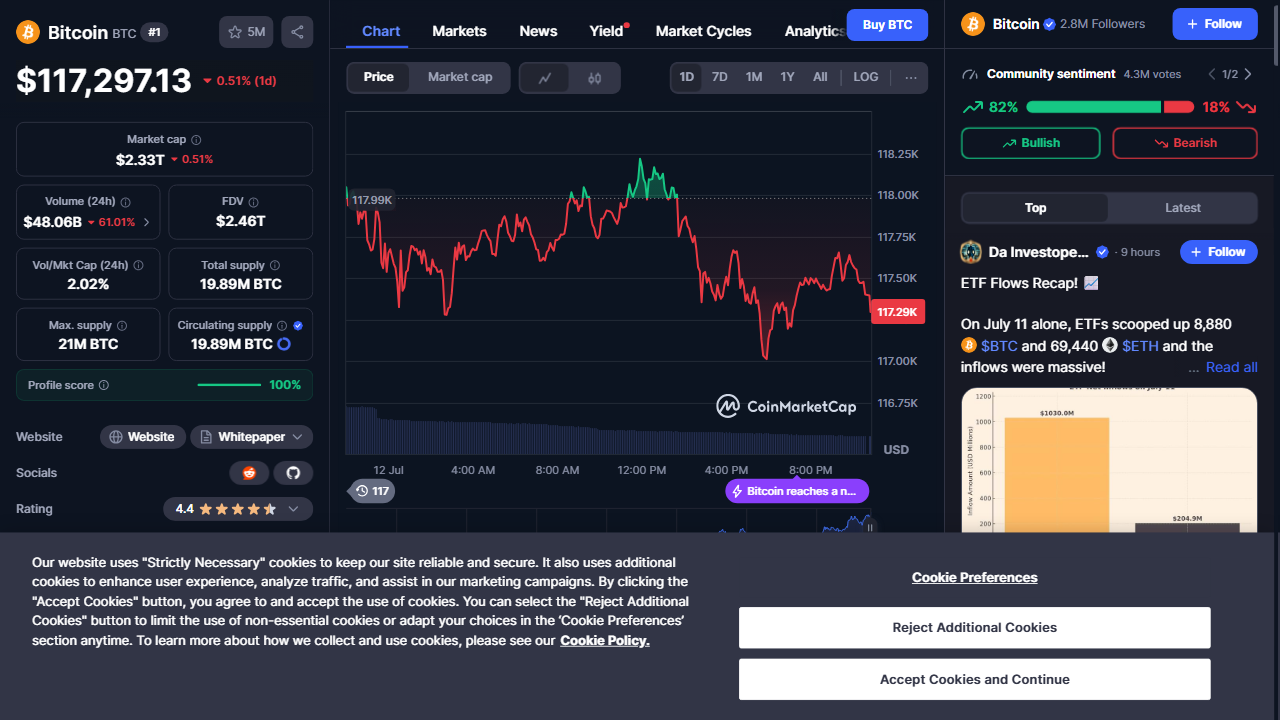 Bitcoin BTC #1
5M
$117,297.13
0.51% (1d)
Market cap
$2.33T 0.51%
Volume (24h)
$48.06B 61.01%
FDV
$2.46T
Vol/Mkt Cap (24h)
2.02%
Total supply
19.89M BTC
Max. supply
21M BTC
Circulating supply
19.89M BTC
Profile score
100%
Website
Website
Whitepaper
Socials
Rating
4.4
Chart
Markets
News
Yield
Market Cycles
Analytics
Buy BTC
Price
Market cap
1D
7D
1M
1Y
All
LOG
...
118.25K
118.00K
117.75K
117.50K
117.29K
117.00K
116.75K
117.99K
CoinMarketCap
USD
12 Jul
4:00 AM
8:00 AM
12:00 PM
4:00 PM
8:00 PM
117
Bitcoin reaches a n...
Bitcoin 2.8M Followers
+ Follow
Community sentiment 4.3M votes
1/2
82%
18%
Bullish
Bearish
Top
Latest
Da Investope... · 9 hours
+ Follow
ETF Flows Recap!
On July 11 alone, ETFs scooped up 8,880
$BTC and 69,440 $ETH and the
inflows were massive!
... Read all
1200
1000
800
600
400
200
Inflow Amount (USD Millions)
$1030.0M
$204.9M
Our website uses "Strictly Necessary" cookies to keep our site reliable and secure. It also uses additional
cookies to enhance user experience, analyze traffic, and assist in our marketing campaigns. By clicking the
"Accept Cookies" button, you agree to and accept the use of cookies. You can select the "Reject Additional
Cookies" button to limit the use of non-essential cookies or adapt your choices in the ‘Cookie Preferences’
section anytime. To learn more about how we collect and use cookies, please see our Cookie Policy.
Cookie Preferences
Reject Additional Cookies
Accept Cookies and Continue